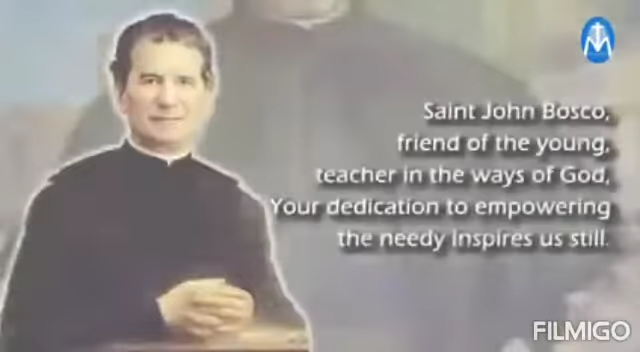 Saint John Bosco,
friend of the young,
teacher in the ways of God,
Your dedication to empowering
the needy inspires us still.
FILMIGO